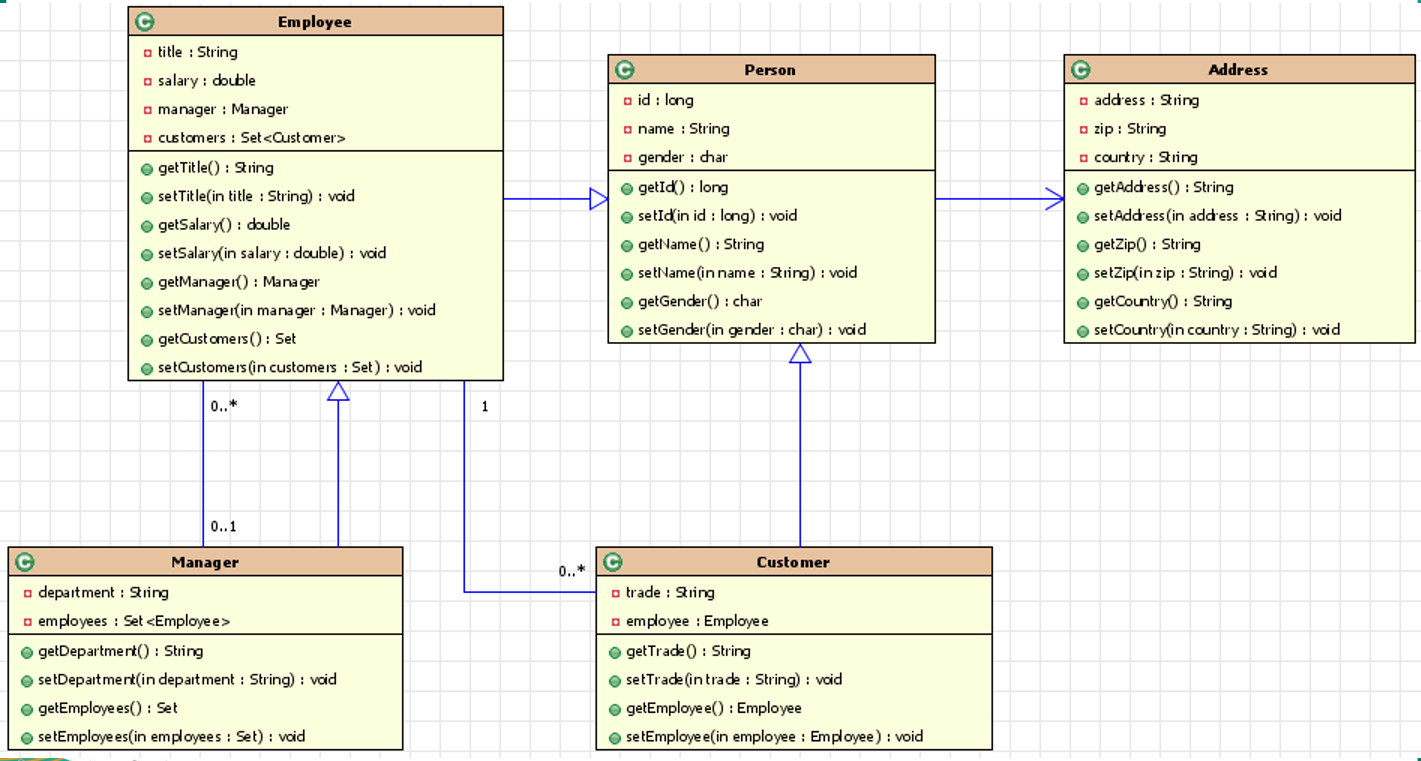 Employee
title : String
salary : double
manager : Manager
customers : Set<Customer>
getTitle() : String
setTitle(in title : String) : void
getSalary() : double
setSalary(in salary : double) : void
getManager() : Manager
setManager(in manager : Manager) : void
getCustomers() : Set
setCustomers(in customers : Set) : void
Person
id : long
name : String
gender : char
getId() : long
setId(in id : long) : void
getName() : String
setName(in name : String) : void
getGender() : char
setGender(in gender : char) : void
Address
address : String
zip : String
country : String
getAddress() : String
setAddress(in address : String) : void
getZip() : String
setZip(in zip : String) : void
getCountry() : String
setCountry(in country : String) : void
0..*
1
0..1
0..*
Manager
department : String
employees : Set<Employee>
getDepartment() : String
setDepartment(in department : String) : void
getEmployees() : Set
setEmployees(in employees : Set) : void
Customer
trade : String
employee : Employee
getTrade() : String
setTrade(in trade : String) : void
getEmployee() : Employee
setEmployee(in employee : Employee) : void